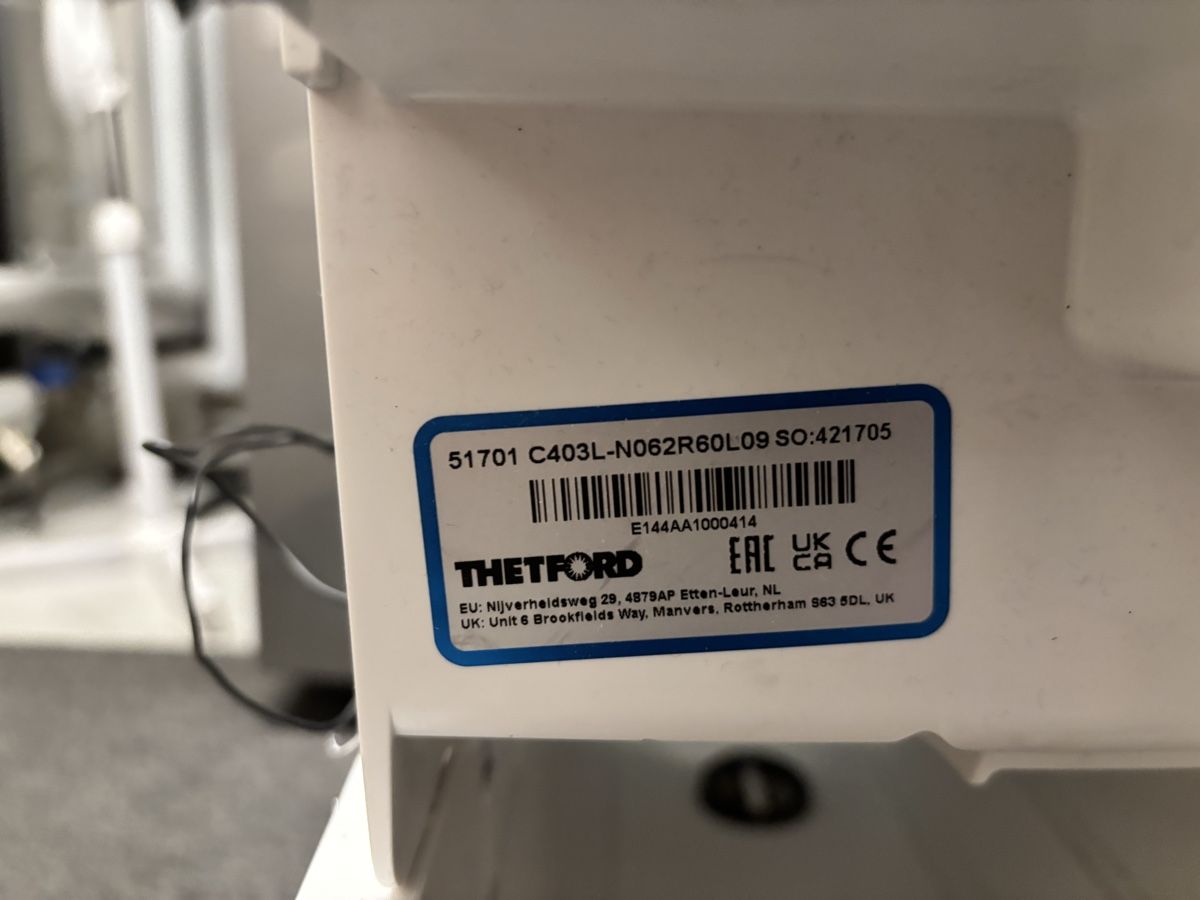 51701 C403L-N062R60L09 SO:421705
E144AA1000414
THETFORD
EAC UK CA CE
EU: Nijverheidsweg 29, 4879AP Etten-Leur, NL
UK: Unit 6 Brookfields Way, Manvers, Rottherham S63 5DL, UK